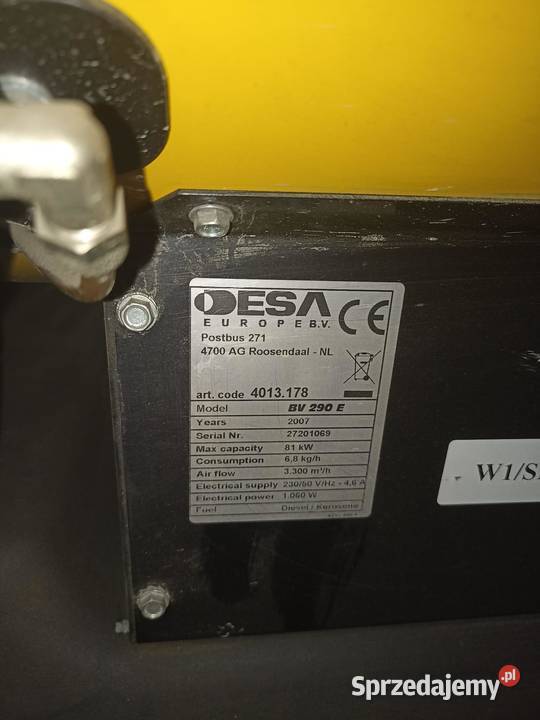 DESA
EUROPE B.V.
CE
Postbus 271
4700 AG Roosendaal - NL
art. code 4013.178
Model BV 290 E
Years 2007
Serial Nr. 27201069
Max capacity 81 kW
Consumption 6,8 kg/h
Air flow 3.300 m³/h
Electrical supply 230/50 V/Hz - 4,6 A
Electrical power 1.060 W
Fuel Diesel / Kerosene
W1/S
Sprzedajemy.pl